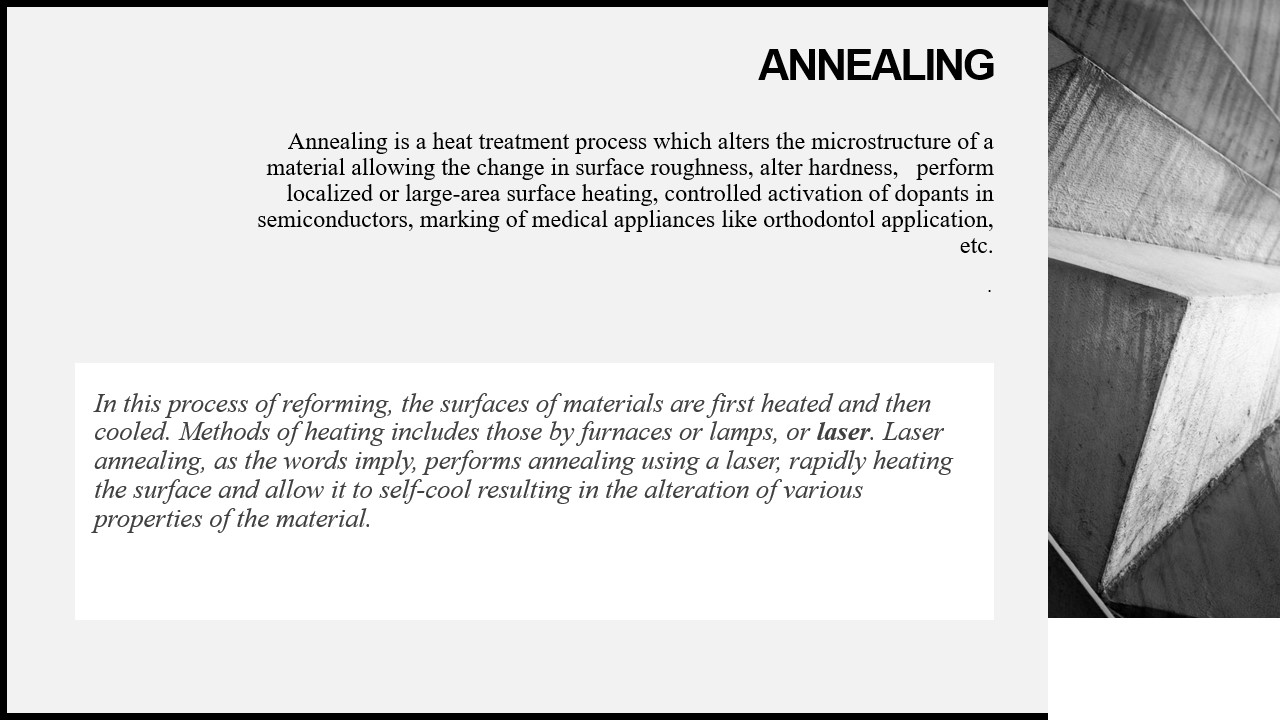 ANNEALING
Annealing is a heat treatment process which alters the microstructure of a
material allowing the change in surface roughness, alter hardness,   perform
localized or large-area surface heating, controlled activation of dopants in
semiconductors, marking of medical appliances like orthodontol application,
etc.
.
In this process of reforming, the surfaces of materials are first heated and then
cooled. Methods of heating includes those by furnaces or lamps, or laser. Laser
annealing, as the words imply, performs annealing using a laser, rapidly heating
the surface and allow it to self-cool resulting in the alteration of various
properties of the material.